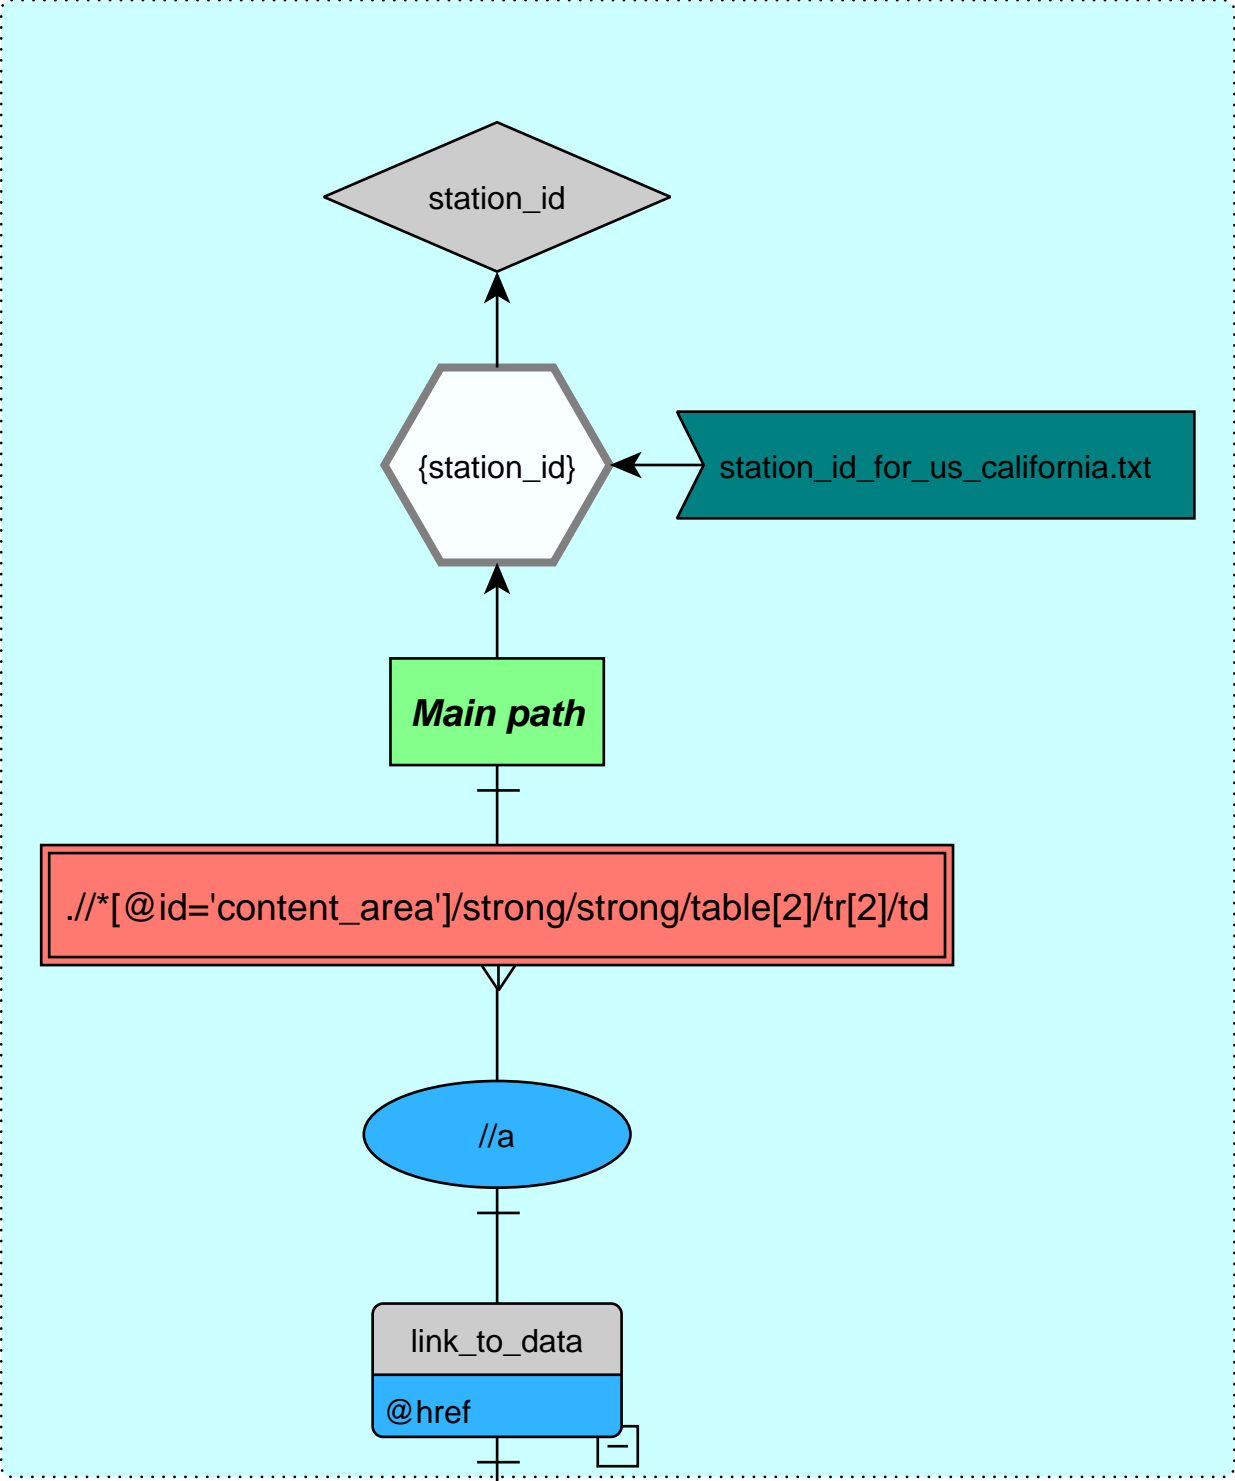 station_id
{station_id}
station_id_for_us_california.txt
Main path
.//*[@id='content_area']/strong/strong/table[2]/tr[2]/td
//a
link_to_data
@href